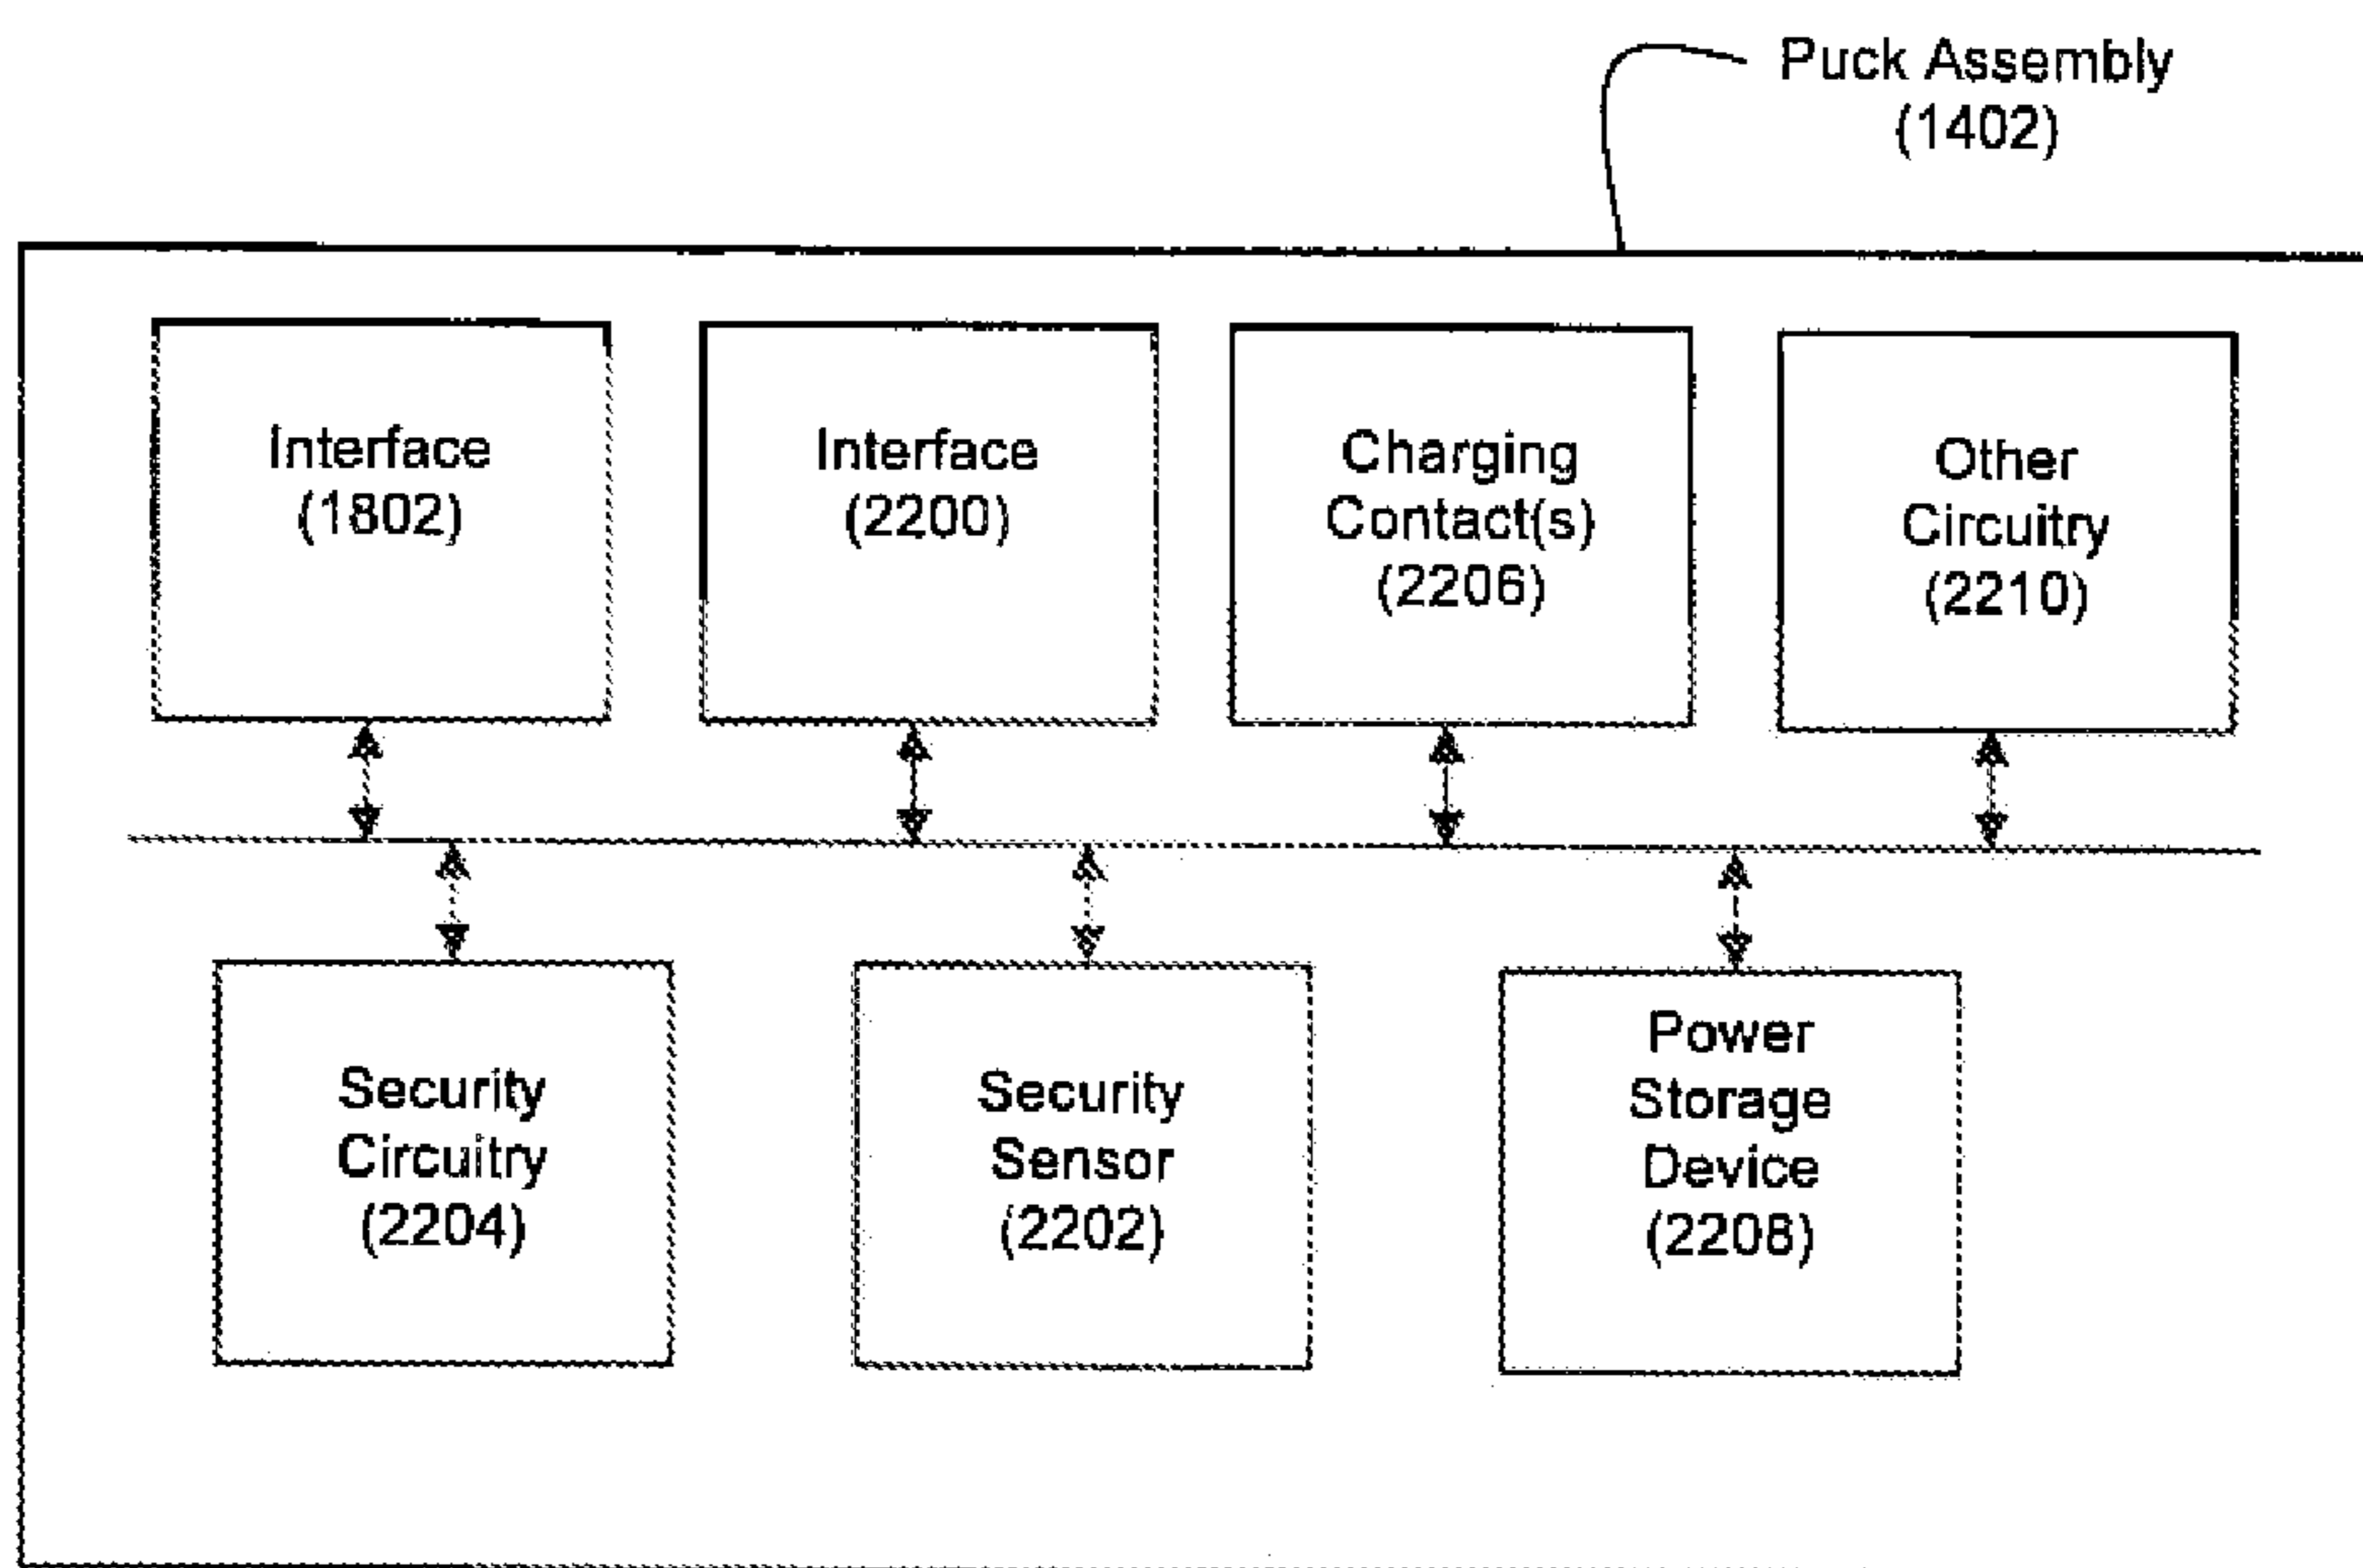 Puck Assembly
(1402)
Interface
(1802)
Interface
(2200)
Charging
Contact(s)
(2206)
Other
Circuitry
(2210)
Security
Circuitry
(2204)
Security
Sensor
(2202)
Power
Storage
Device
(2208)